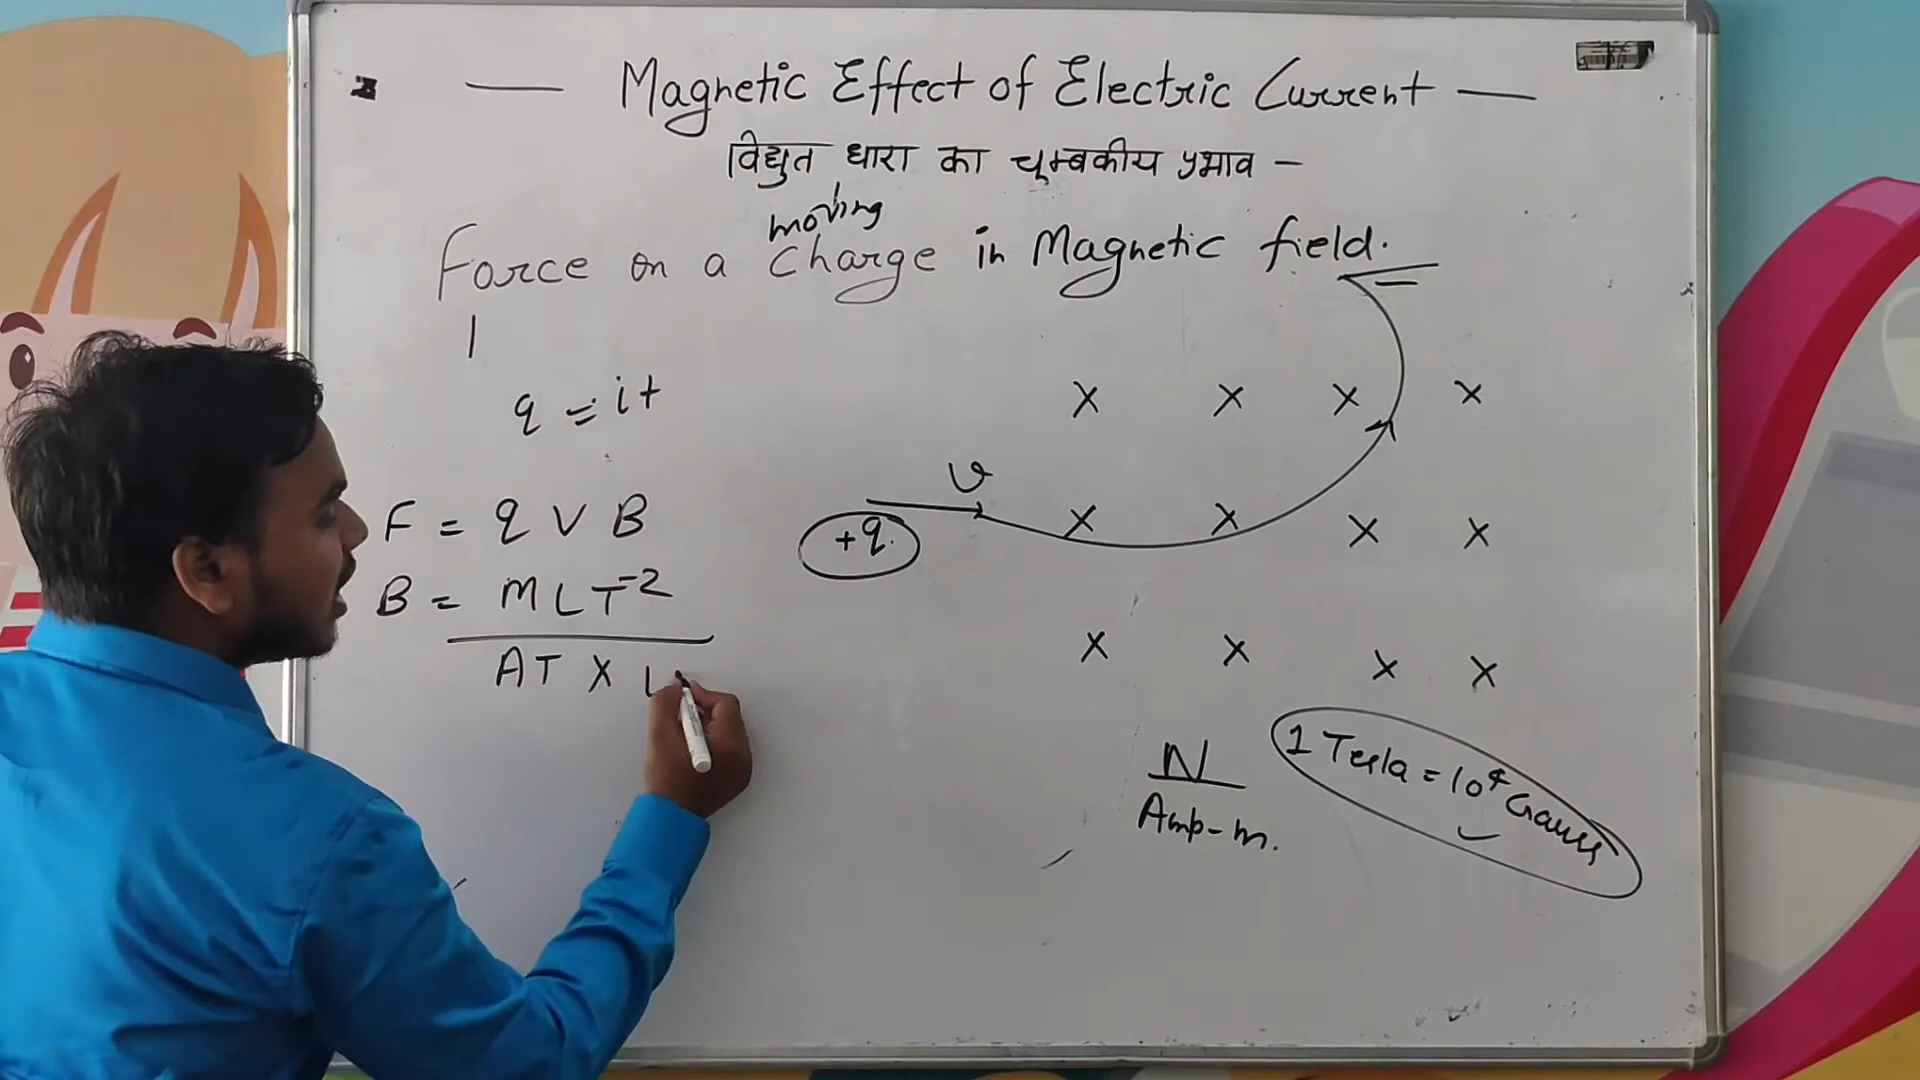 — Magnetic Effect of Electric Current —
विद्युत धारा का चुम्बकीय प्रभाव –
moving
Force on a Charge in Magnetic field.
q = it
F = q V B
B = M L T-2
AT X L
v
+q.
X X X X
X X X X
X X X X
N
Amp-m.
1 Tesla = 10⁴ Gauss